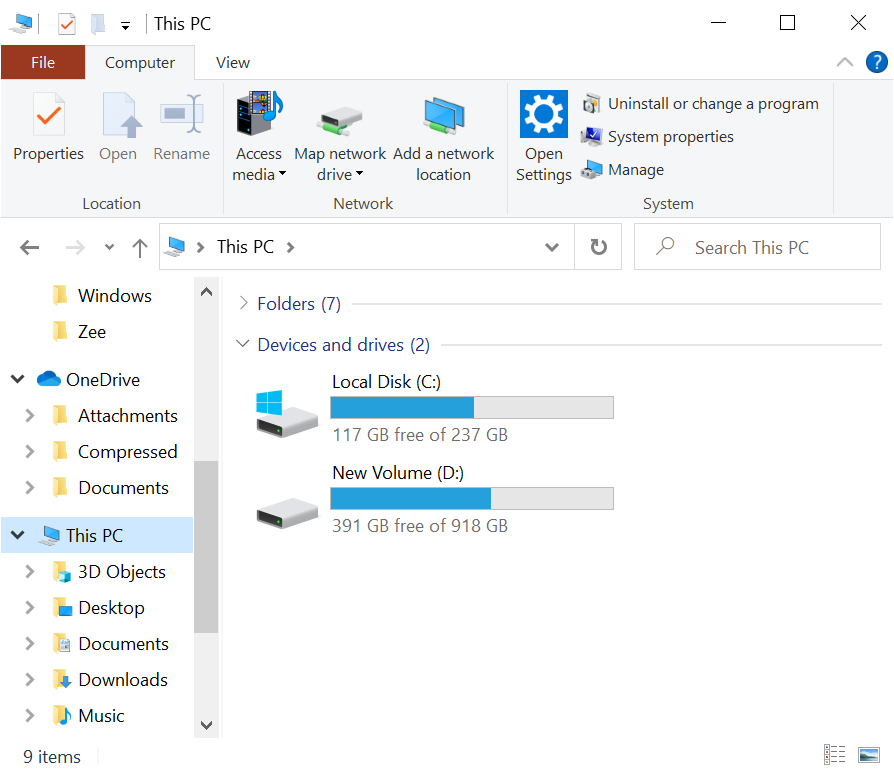 This PC
File Computer View
?
Properties Open Rename Access media Map network drive Add a network location Open Settings Uninstall or change a program
System properties
Manage
Location Network System
This PC
Search This PC
Windows
Zee
OneDrive
Attachments
Compressed
Documents
This PC
3D Objects
Desktop
Documents
Downloads
Music
Folders (7)
Devices and drives (2)
Local Disk (C:)
117 GB free of 237 GB
New Volume (D:)
391 GB free of 918 GB
9 items